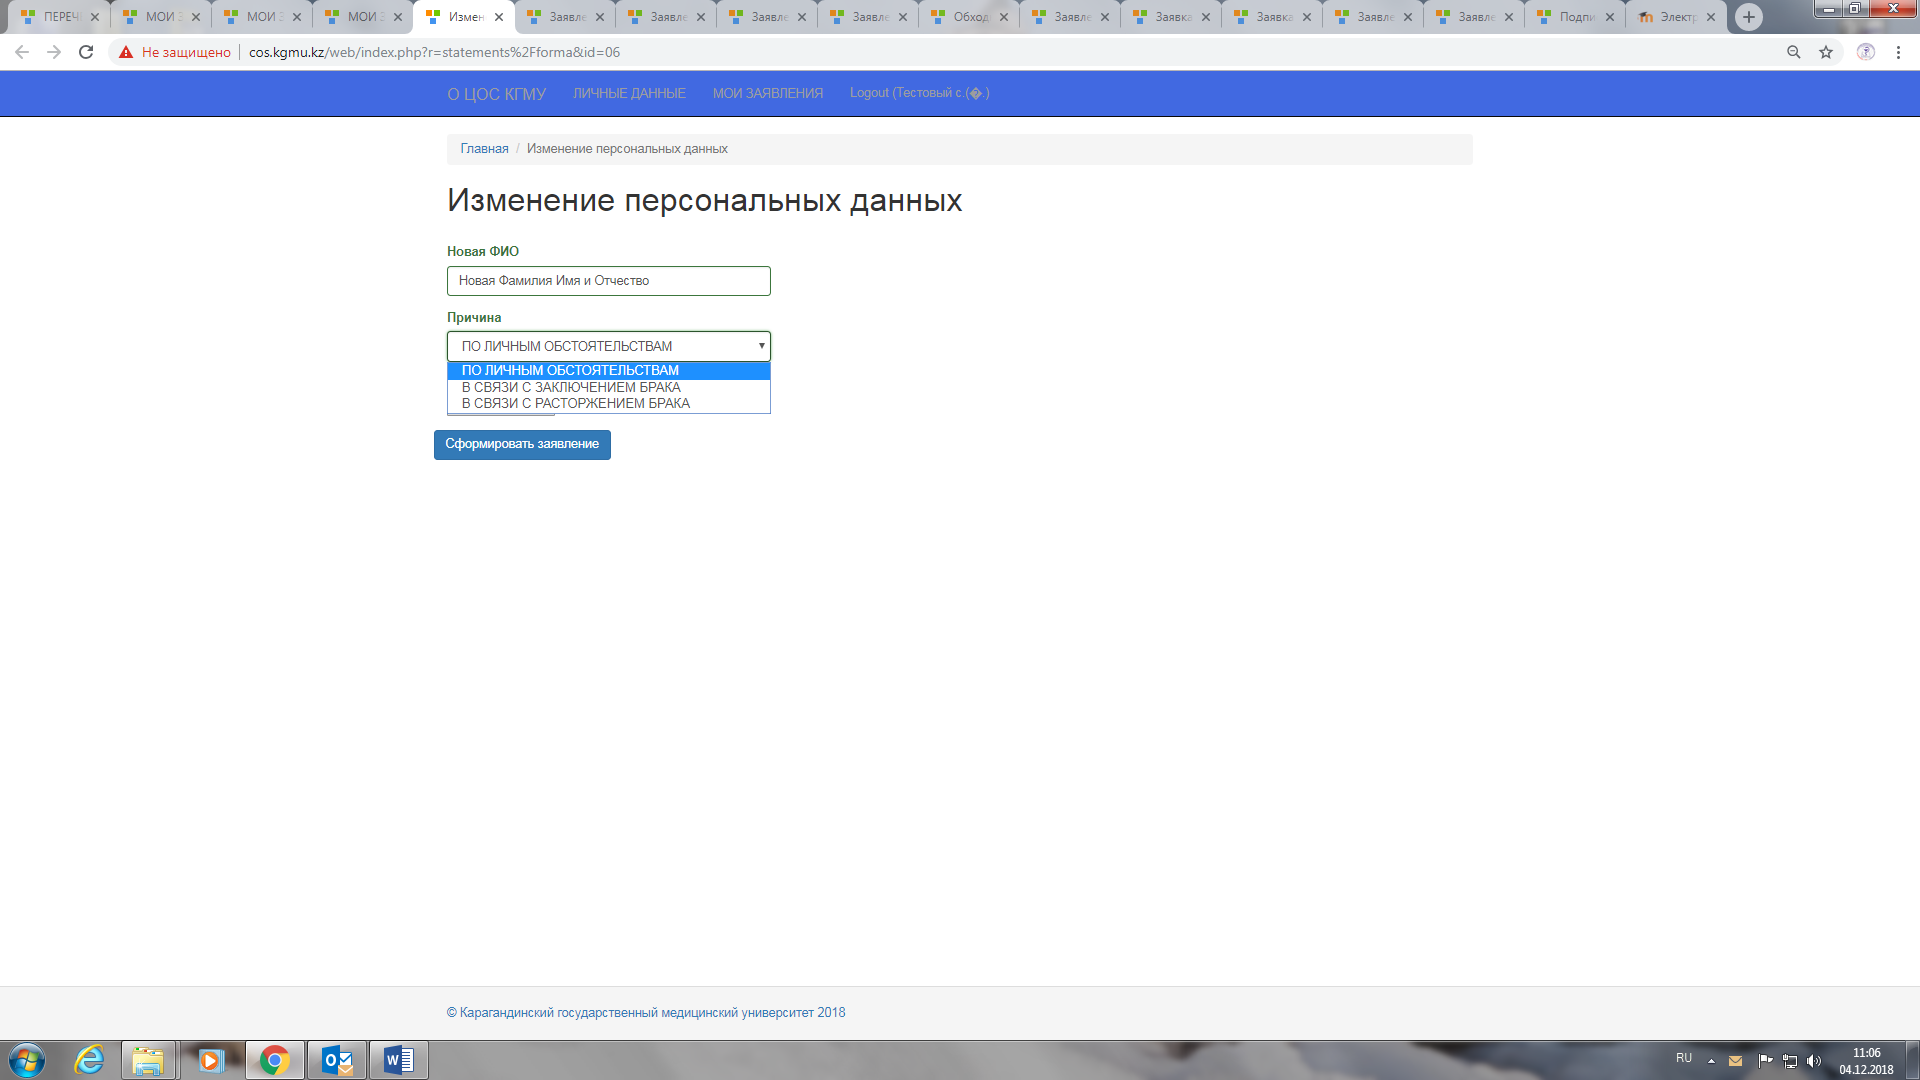 ПЕРЕЧ МОИ З МОИ З МОИ З Измен Заявле Заявле Заявле Заявле Обход Заявле Заявка Заявка Заявле Заявле Подпи Электр
Не защищено cos.kgmu.kz/web/index.php?r=statements%2Fforma&id=06
О ЦОС КГМУ ЛИЧНЫЕ ДАННЫЕ МОИ ЗАЯВЛЕНИЯ Logout (Тестовый с.(�.)
Главная / Изменение персональных данных
Изменение персональных данных
Новая ФИО
Новая Фамилия Имя и Отчество
Причина
ПО ЛИЧНЫМ ОБСТОЯТЕЛЬСТВАМ
ПО ЛИЧНЫМ ОБСТОЯТЕЛЬСТВАМ
В СВЯЗИ С ЗАКЛЮЧЕНИЕМ БРАКА
В СВЯЗИ С РАСТОРЖЕНИЕМ БРАКА
Сформировать заявление
© Карагандинский государственный медицинский университет 2018
RU
11:06
04.12.2018